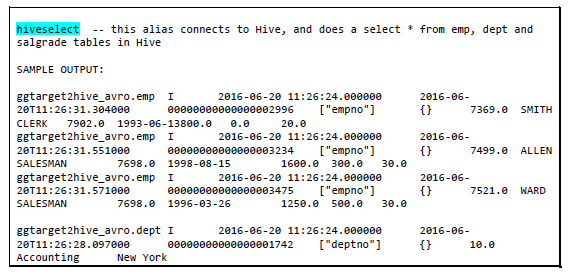 hiveselect  -- this alias connects to Hive, and does a select * from emp, dept and
salgrade tables in Hive
SAMPLE OUTPUT:
ggtarget2hive_avro.emp  I       2016-06-20 11:26:24.000000      2016-06-
20T11:26:31.304000      00000000000000002996    ["empno"]       {}      7369.0  SMITH
CLERK   7902.0  1993-06-13800.0  0.0     20.0
ggtarget2hive_avro.emp  I       2016-06-20 11:26:24.000000      2016-06-
20T11:26:31.551000      00000000000000003234    ["empno"]       {}      7499.0  ALLEN
SALESMAN        7698.0  1998-08-15      1600.0  300.0   30.0
ggtarget2hive_avro.emp  I       2016-06-20 11:26:24.000000      2016-06-
20T11:26:31.571000      00000000000000003475    ["empno"]       {}      7521.0  WARD
SALESMAN        7698.0  1996-03-26      1250.0  500.0   30.0
ggtarget2hive_avro.dept I       2016-06-20 11:26:24.000000      2016-06-
20T11:26:28.097000      00000000000000001742    ["deptno"]      {}      10.0
Accounting      New York